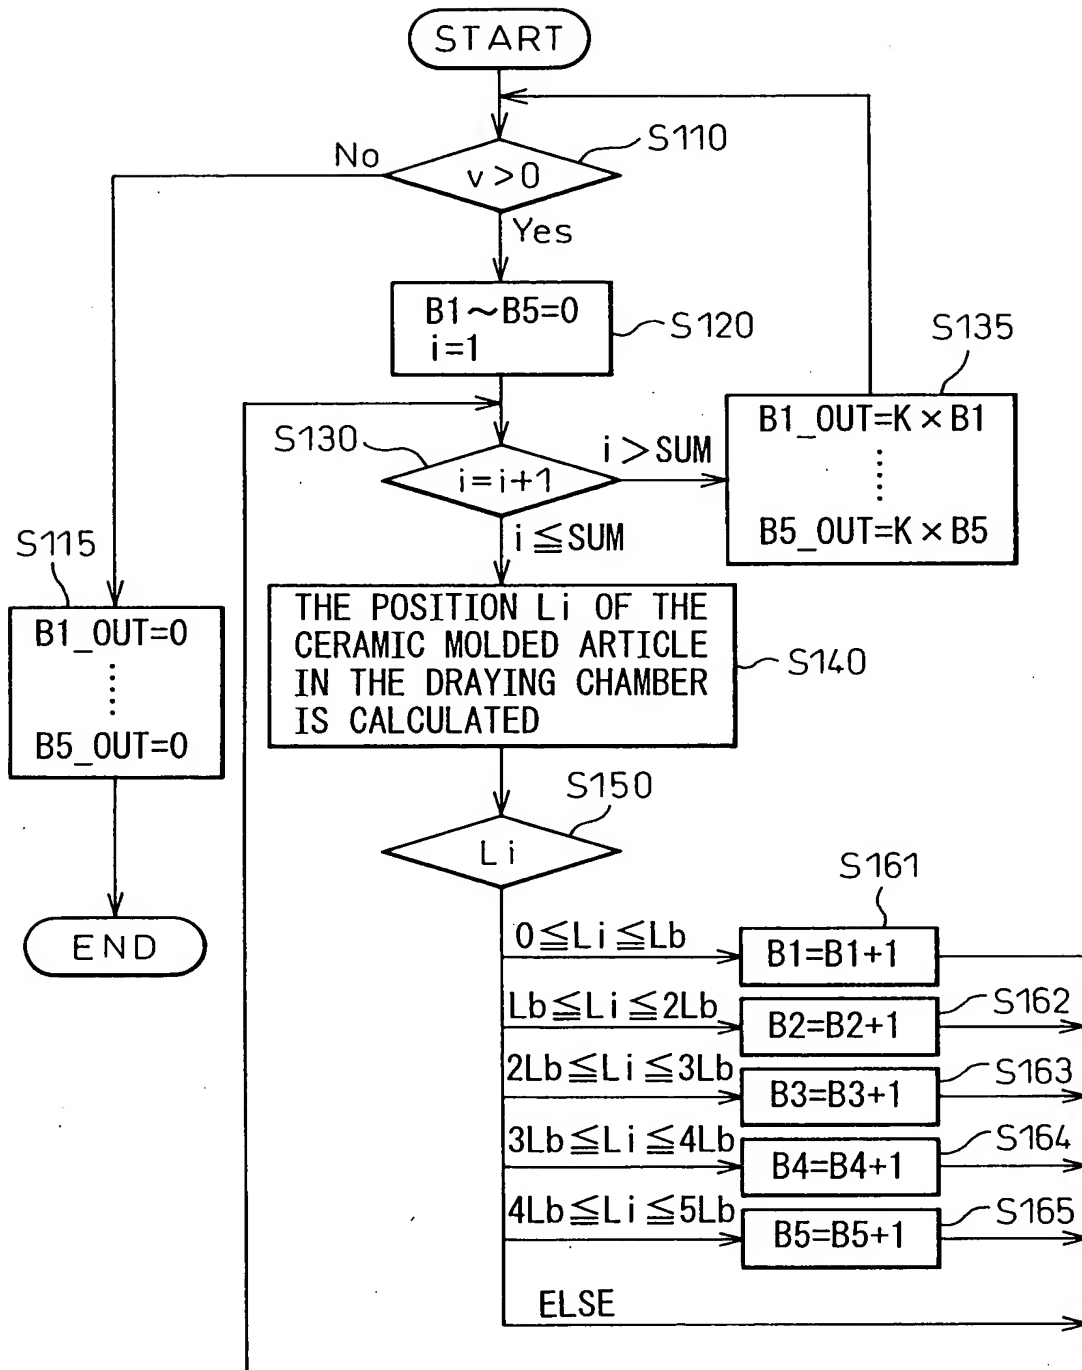 START
S110
No
v>0
Yes
B1~B5=0
i=1
S120
S135
B1_OUT=K×B1
B5_OUT=K×B5
S130
i=i+1
i>SUM
i≦SUM
S115
B1_OUT=0
B5_OUT=0
THE POSITION Li OF THE
CERAMIC MOLDED ARTICLE
IN THE DRAYING CHAMBER
IS CALCULATED
S140
S150
Li
END
S161
0≦Li≦Lb
B1=B1+1
S162
Lb≦Li≦2Lb
B2=B2+1
S163
2Lb≦Li≦3Lb
B3=B3+1
S164
3Lb≦Li≦4Lb
B4=B4+1
S165
4Lb≦Li≦5Lb
B5=B5+1
ELSE